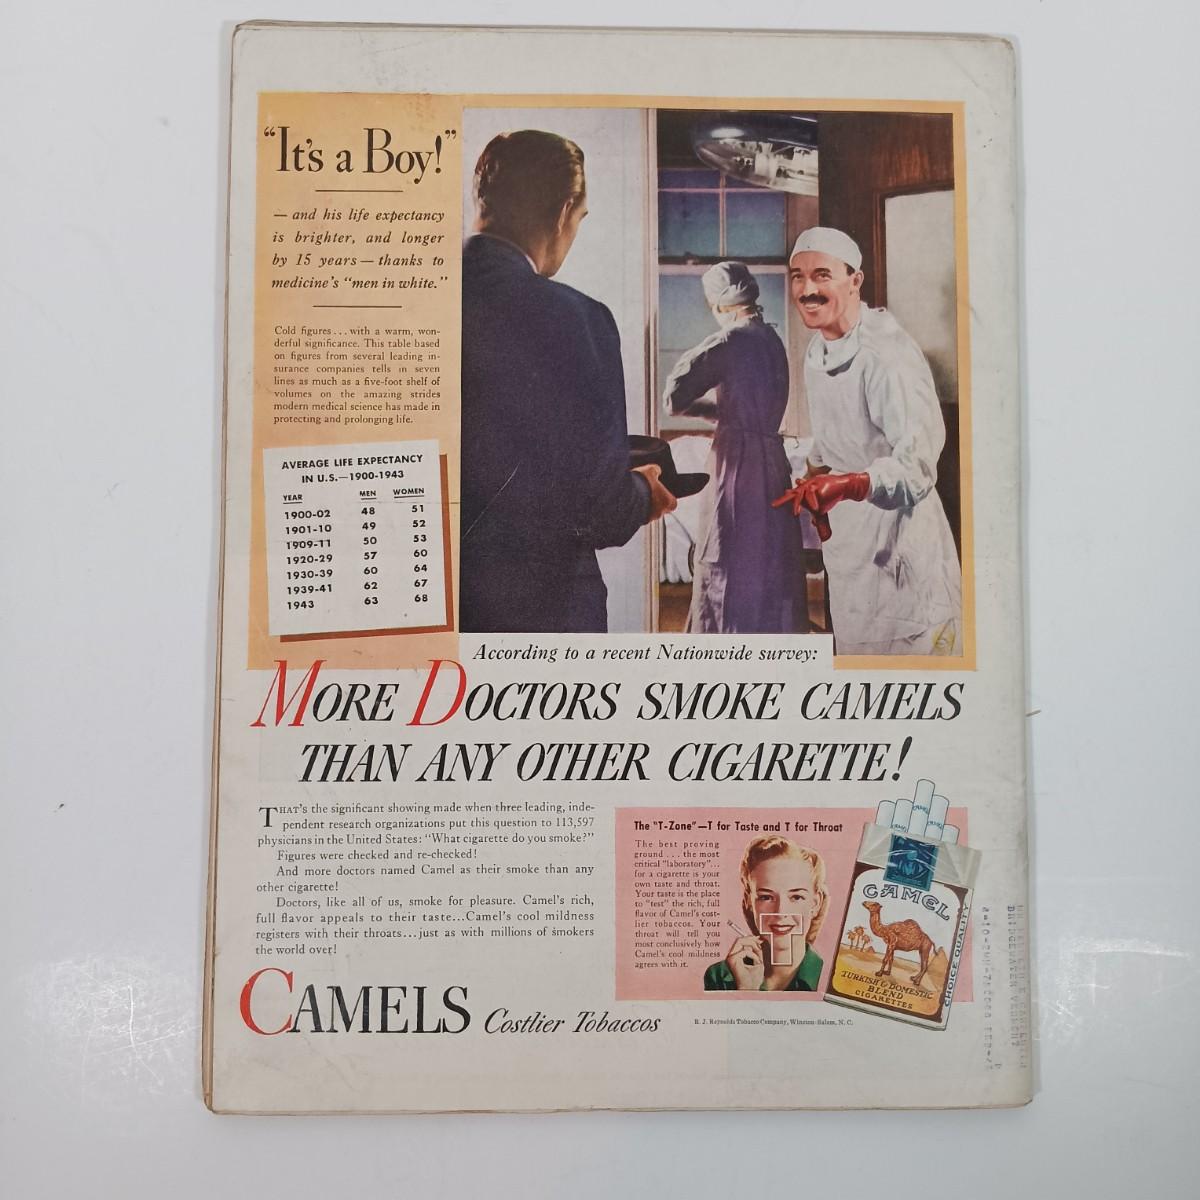 “It's a Boy!”
— and his life expectancy
is brighter, and longer
by 15 years — thanks to
medicine's “men in white.”
Cold figures . . . with a warm, won-
derful significance. This table based
on figures from several leading in-
surance companies tells in seven
lines as much as a five-foot shelf of
volumes on the amazing strides
modern medical science has made in
protecting and prolonging life.
AVERAGE LIFE EXPECTANCY
IN U.S.—1900-1943
YEAR MEN WOMEN
1900-02 48 51
1901-10 49 52
1909-11 50 53
1920-29 57 60
1930-39 60 64
1939-41 62 67
1943 63 68
According to a recent Nationwide survey:
MORE DOCTORS SMOKE CAMELS
THAN ANY OTHER CIGARETTE!
THAT'S the significant showing made when three leading, inde-
pendent research organizations put this question to 113,597
physicians in the United States: “What cigarette do you smoke?”
Figures were checked and re-checked!
And more doctors named Camel as their smoke than any
other cigarette!
Doctors, like all of us, smoke for pleasure. Camel's rich,
full flavor appeals to their taste...Camel's cool mildness
registers with their throats...just as with millions of smokers
the world over!
CAMELS Costlier Tobaccos
The "T-Zone"—T for Taste and T for Throat
The best proving
ground . . . the most
critical “laboratory”...
for a cigarette is your
own taste and throat.
Your taste is the place
to “test” the rich, full
flavor of Camel's cost-
lier tobaccos. Your
throat will tell you
most conclusively how
Camel's cool mildness
agrees with it.
T
CAMEL
CAMEL
CAMEL
CAMEL
TURKISH & DOMESTIC
BLEND
CIGARETTES
CHOICE QUALITY
R. J. Reynolds Tobacco Company, Winston-Salem, N. C.